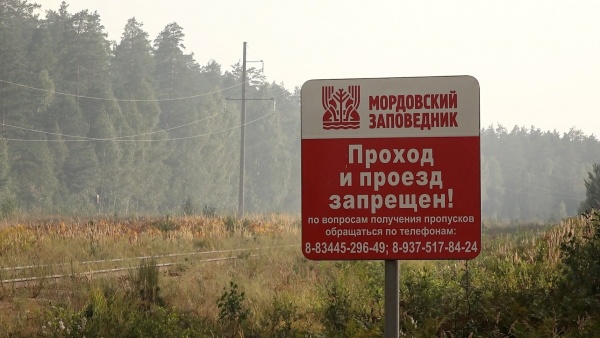 МОРДОВСКИЙ
ЗАПОВЕДНИК
Проход
и проезд
запрещен!
по вопросам получения пропусков
обращаться по телефонам:
8-83445-296-49; 8-937-517-84-24